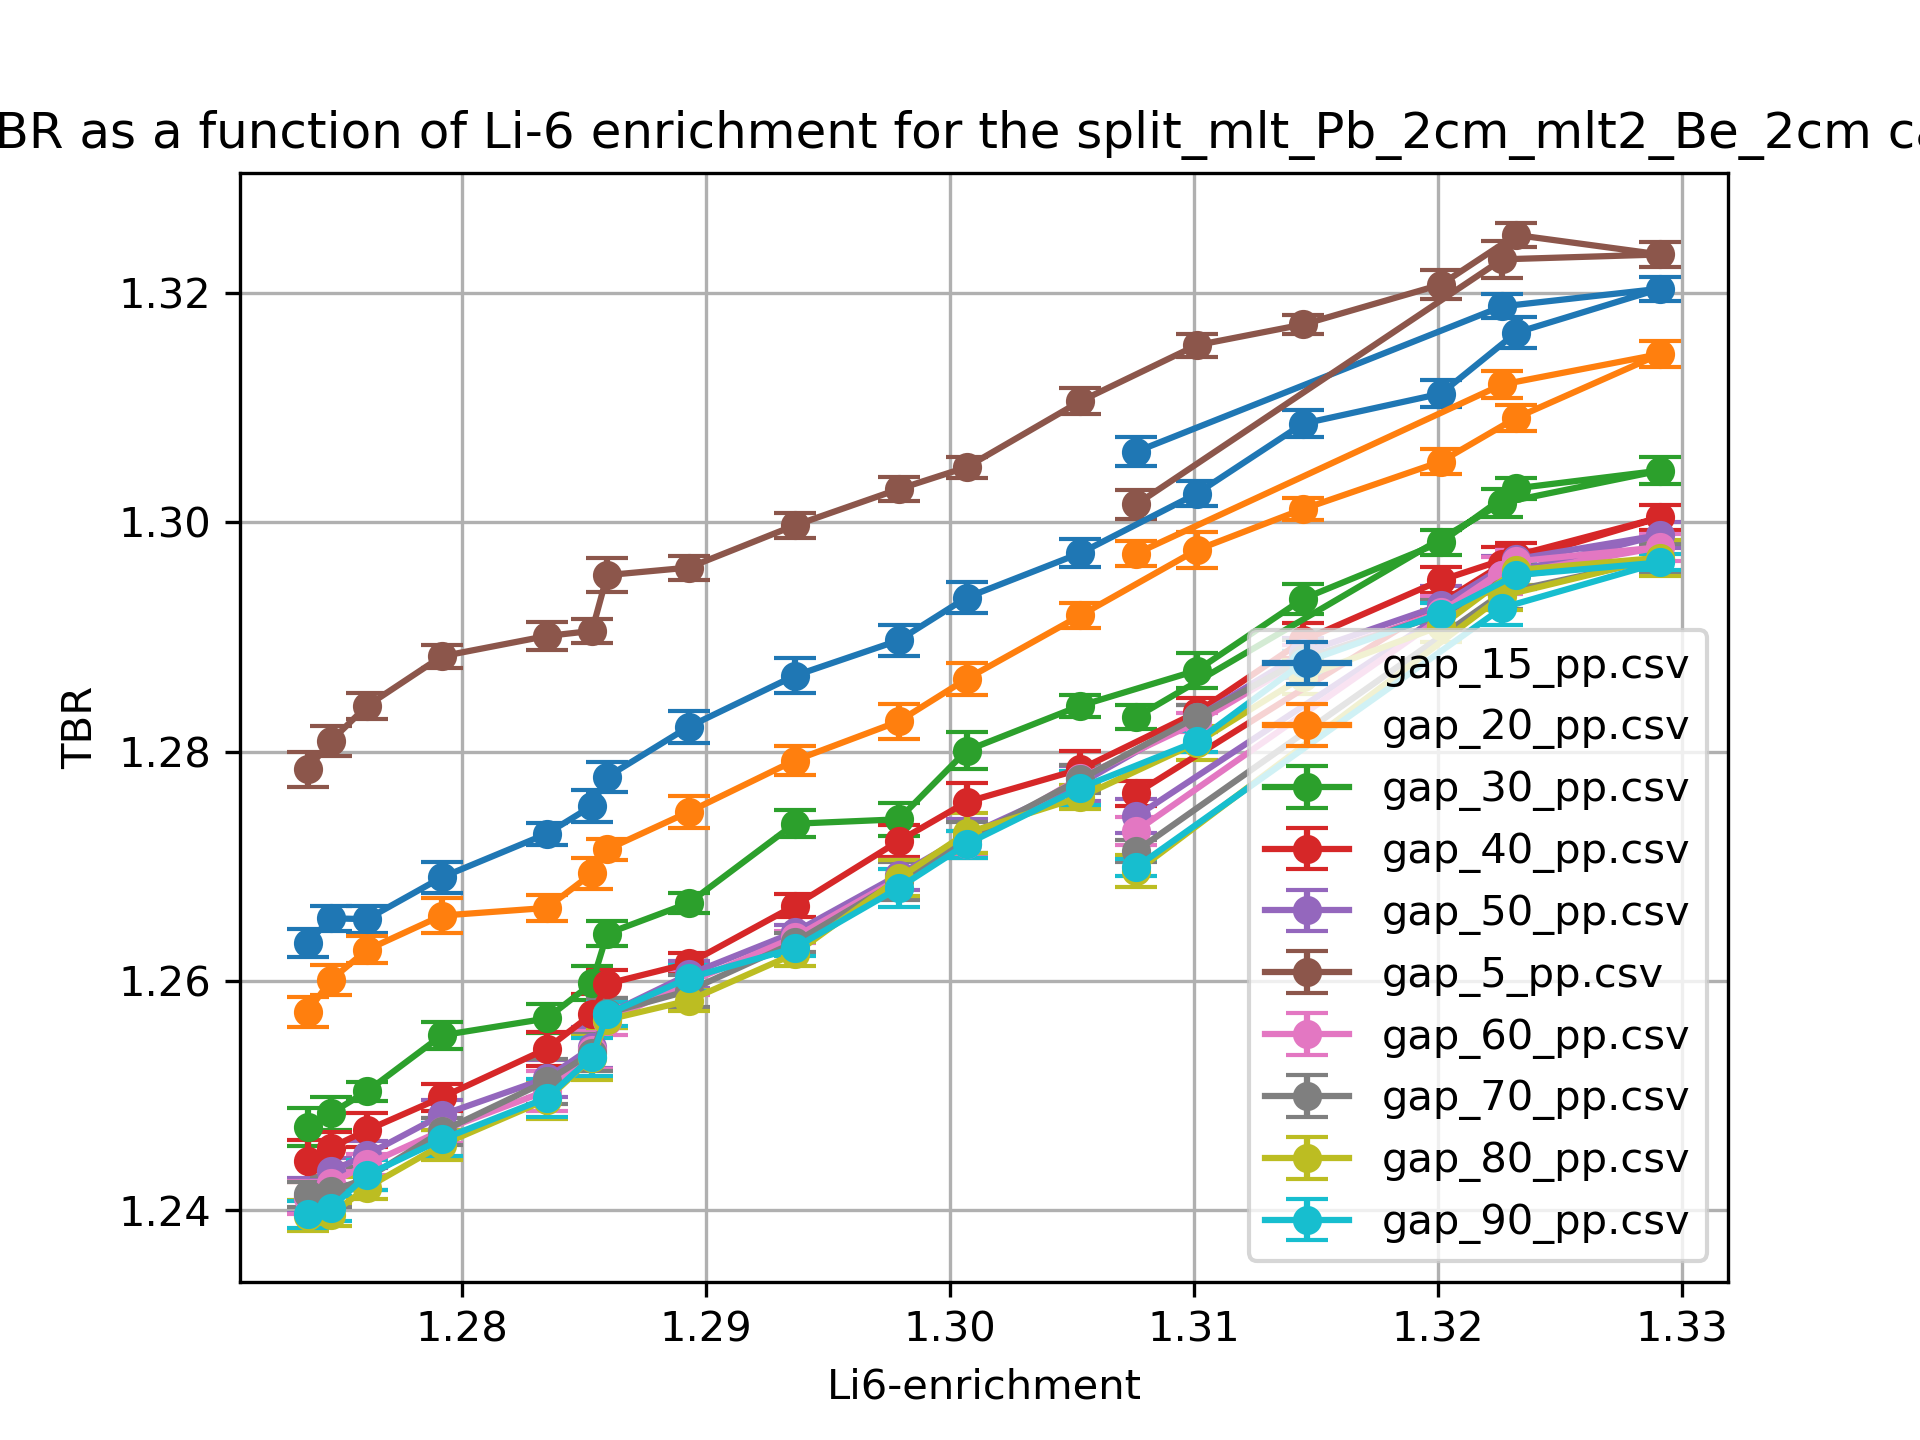 BR as a function of Li-6 enrichment for the split_mlt_Pb_2cm_mlt2_Be_2cm
1.32
1.30
1.28
1.26
1.24
TBR
gap_15_pp.csv
gap_20_pp.csv
gap_30_pp.csv
gap_40_pp.csv
gap_50_pp.csv
gap_5_pp.csv
gap_60_pp.csv
gap_70_pp.csv
gap_80_pp.csv
gap_90_pp.csv
1.28 1.29 1.30 1.31 1.32 1.33
Li6-enrichment